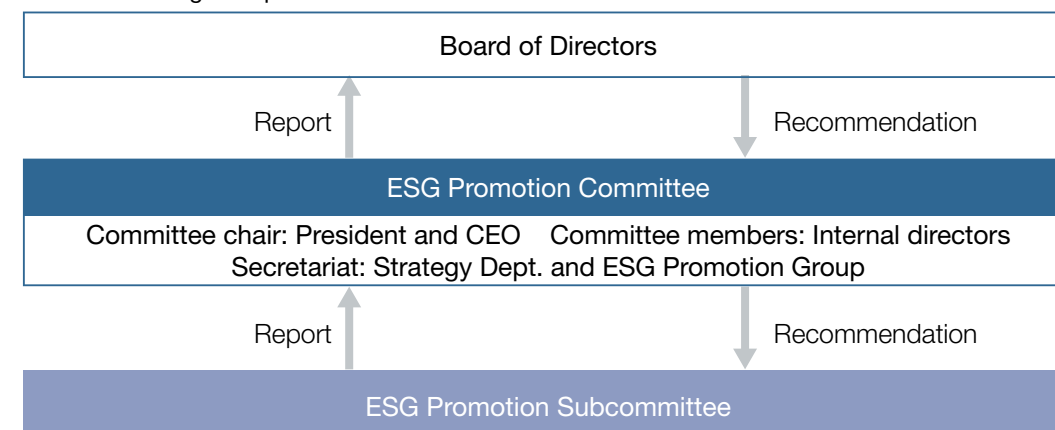 Board of Directors
Report
Recommendation
ESG Promotion Committee
Committee chair: President and CEO Committee members: Internal directors
Secretariat: Strategy Dept. and ESG Promotion Group
Report
Recommendation
ESG Promotion Subcommittee